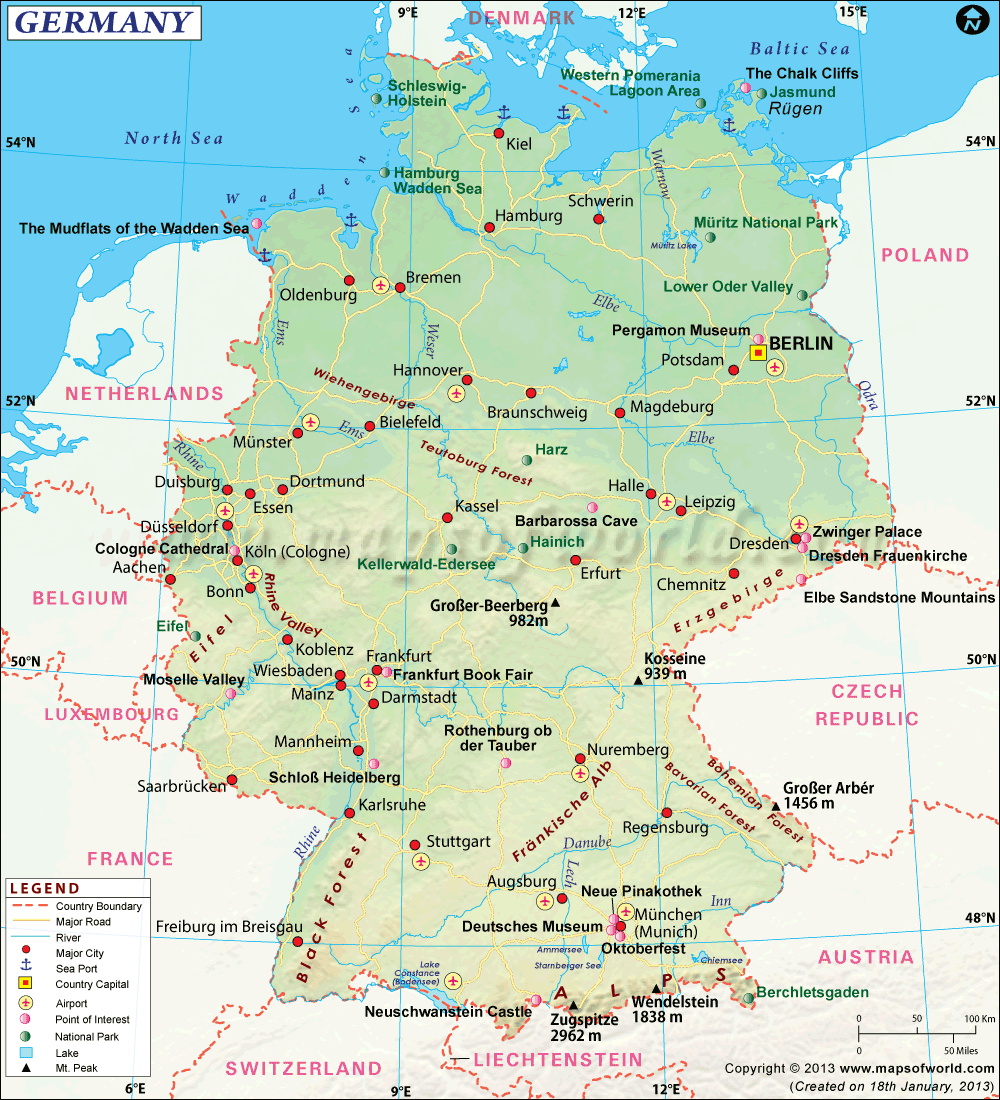 GERMANY
9°E
DENMARK
12°E
15°E
N
Baltic Sea
The Chalk Cliffs
Western Pomerania
Lagoon Area
Jasmund
Rügen
Schleswig-
Holstein
Wadden Sea
54°N
North Sea
54°N
Kiel
Hamburg
Wadden Sea
Warnow
Schwerin
Hamburg
The Mudflats of the Wadden Sea
Müritz National Park
Müritz Lake
POLAND
Oldenburg
Bremen
Lower Oder Valley
Elbe
Ems
Weser
Pergamon Museum
BERLIN
Potsdam
Hannover
Wiehengebirge
NETHERLANDS
52°N
Braunschweig
Magdeburg
Odra
52°N
Münster
Ems
Bielefeld
Elbe
Rhine
Teutoburg Forest
Harz
Duisburg
Dortmund
Essen
Halle
Leipzig
Kassel
Düsseldorf
Barbarossa Cave
Zwinger Palace
Dresden
Cologne Cathedral
Köln (Cologne)
Hainich
Dresden Frauenkirche
Aachen
Kellerwald-Edersee
Erfurt
Chemnitz
Bonn
Rhine Valley
BELGIUM
Großer-Beerberg
982m
Erzgebirge
Elbe Sandstone Mountains
Eifel
Eifel
Koblenz
50°N
Wiesbaden
Frankfurt
Kosseine
939 m
50°N
Moselle Valley
Mainz
Frankfurt Book Fair
Darmstadt
CZECH
REPUBLIC
LUXEMBOURG
Mannheim
Rothenburg ob
der Tauber
Nuremberg
Schloß Heidelberg
Saarbrücken
Bohemian Forest
Bavarian Forest
Großer Arbér
1456 m
Karlsruhe
Fränkische Alb
Regensburg
Rhine
Stuttgart
Danube
FRANCE
Black Forest
Augsburg
Lech
Neue Pinakothek
Inn
München
(Munich)
Deutsches Museum
Oktoberfest
48°N
Freiburg im Breisgau
Ammersee
Starnberger See
Chiemsee
AUSTRIA
Lake
Constance
(Bodensee)
ALPS
Berchletsgaden
Neuschwanstein Castle
Wendelstein
1838 m
Zugspitze
2962 m
SWITZERLAND
LIECHTENSTEIN
LEGEND
Country Boundary
Major Road
River
Major City
Sea Port
Country Capital
Airport
Point of Interest
National Park
Lake
Mt. Peak
0 50 100 Km
0 50 Miles
Copyright © 2013 www.mapsofworld.com
(Created on 18th January, 2013)
6°E
9°E
12°E